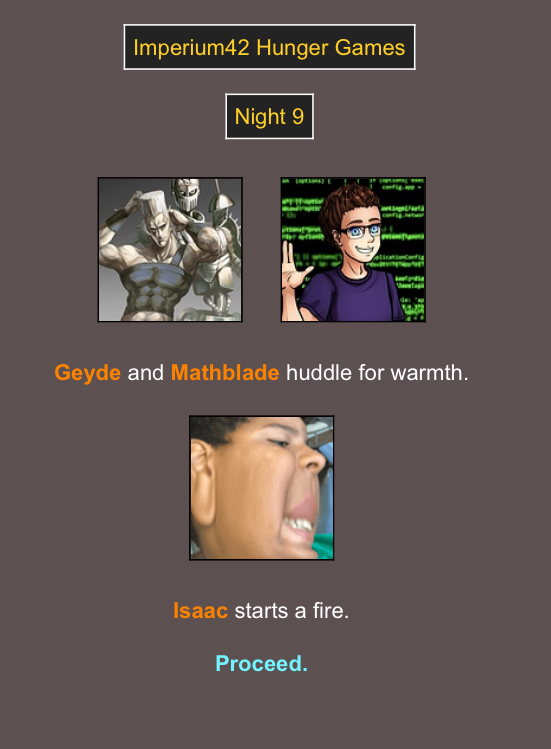 Imperium42 Hunger Games
Night 9
Geyde and Mathblade huddle for warmth.
Isaac starts a fire.
Proceed.